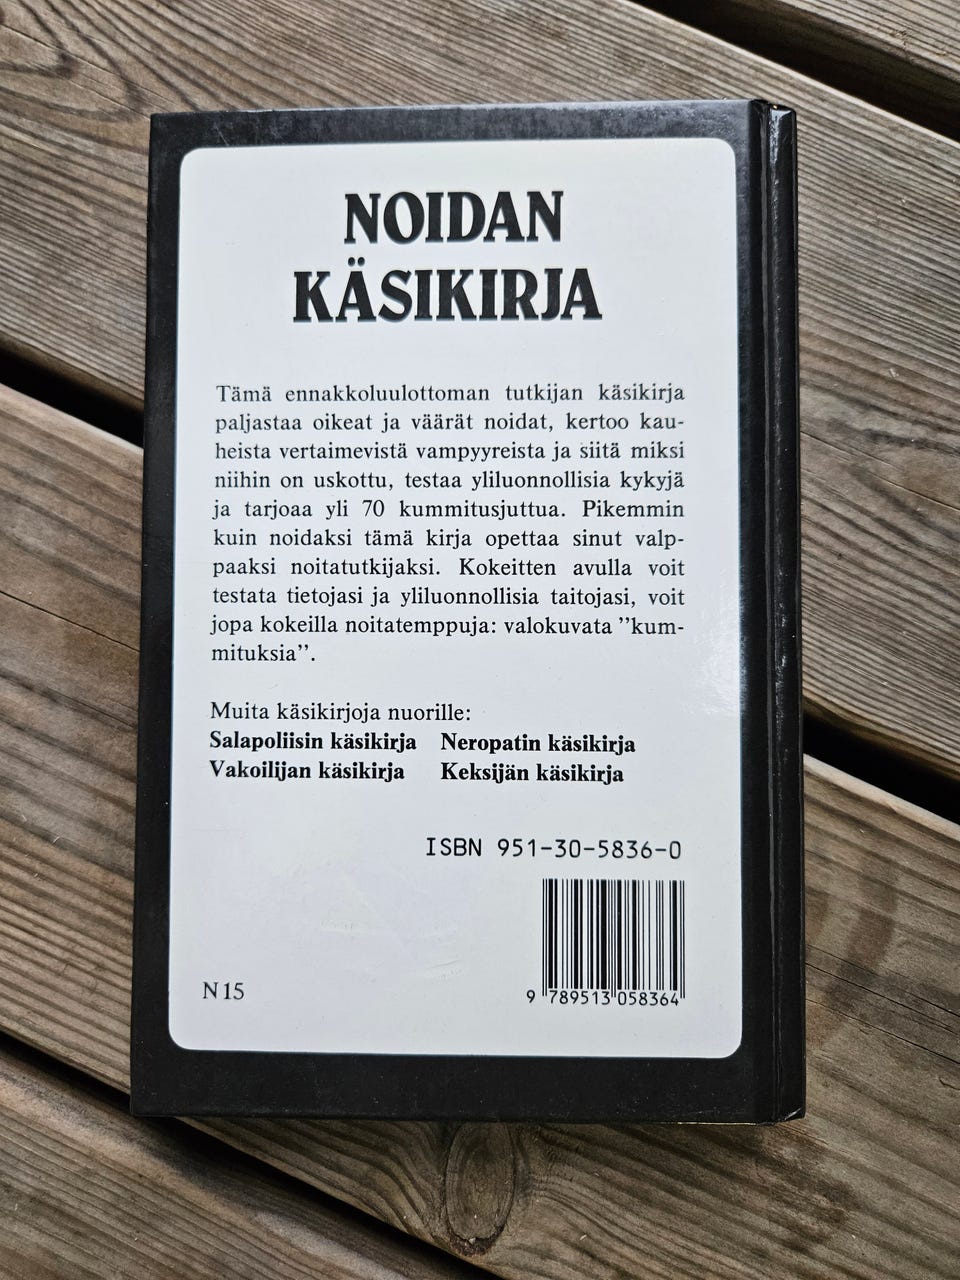 NOIDAN
KÄSIKIRJA
Tämä ennakkoluulottoman tutkijan käsikirja
paljastaa oikeat ja väärät noidat, kertoo kau-
heista vertaimevistä vampyyreista ja siitä miksi
niihin on uskottu, testaa yliluonnollisia kykyjä
ja tarjoaa yli 70 kummitusjuttua. Pikemmin
kuin noidaksi tämä kirja opettaa sinut valp-
paaksi noitatutkijaksi. Kokeitten avulla voit
testata tietojasi ja yliluonnollisia taitojasi, voit
jopa kokeilla noitatemppuja: valokuvata ”kum-
mituksia”.
Muita käsikirjoja nuorille:
Salapoliisin käsikirja Neropatin käsikirja
Vakoilijan käsikirja Keksijän käsikirja
ISBN 951-30-5836-0
N 15
9 789513 058364